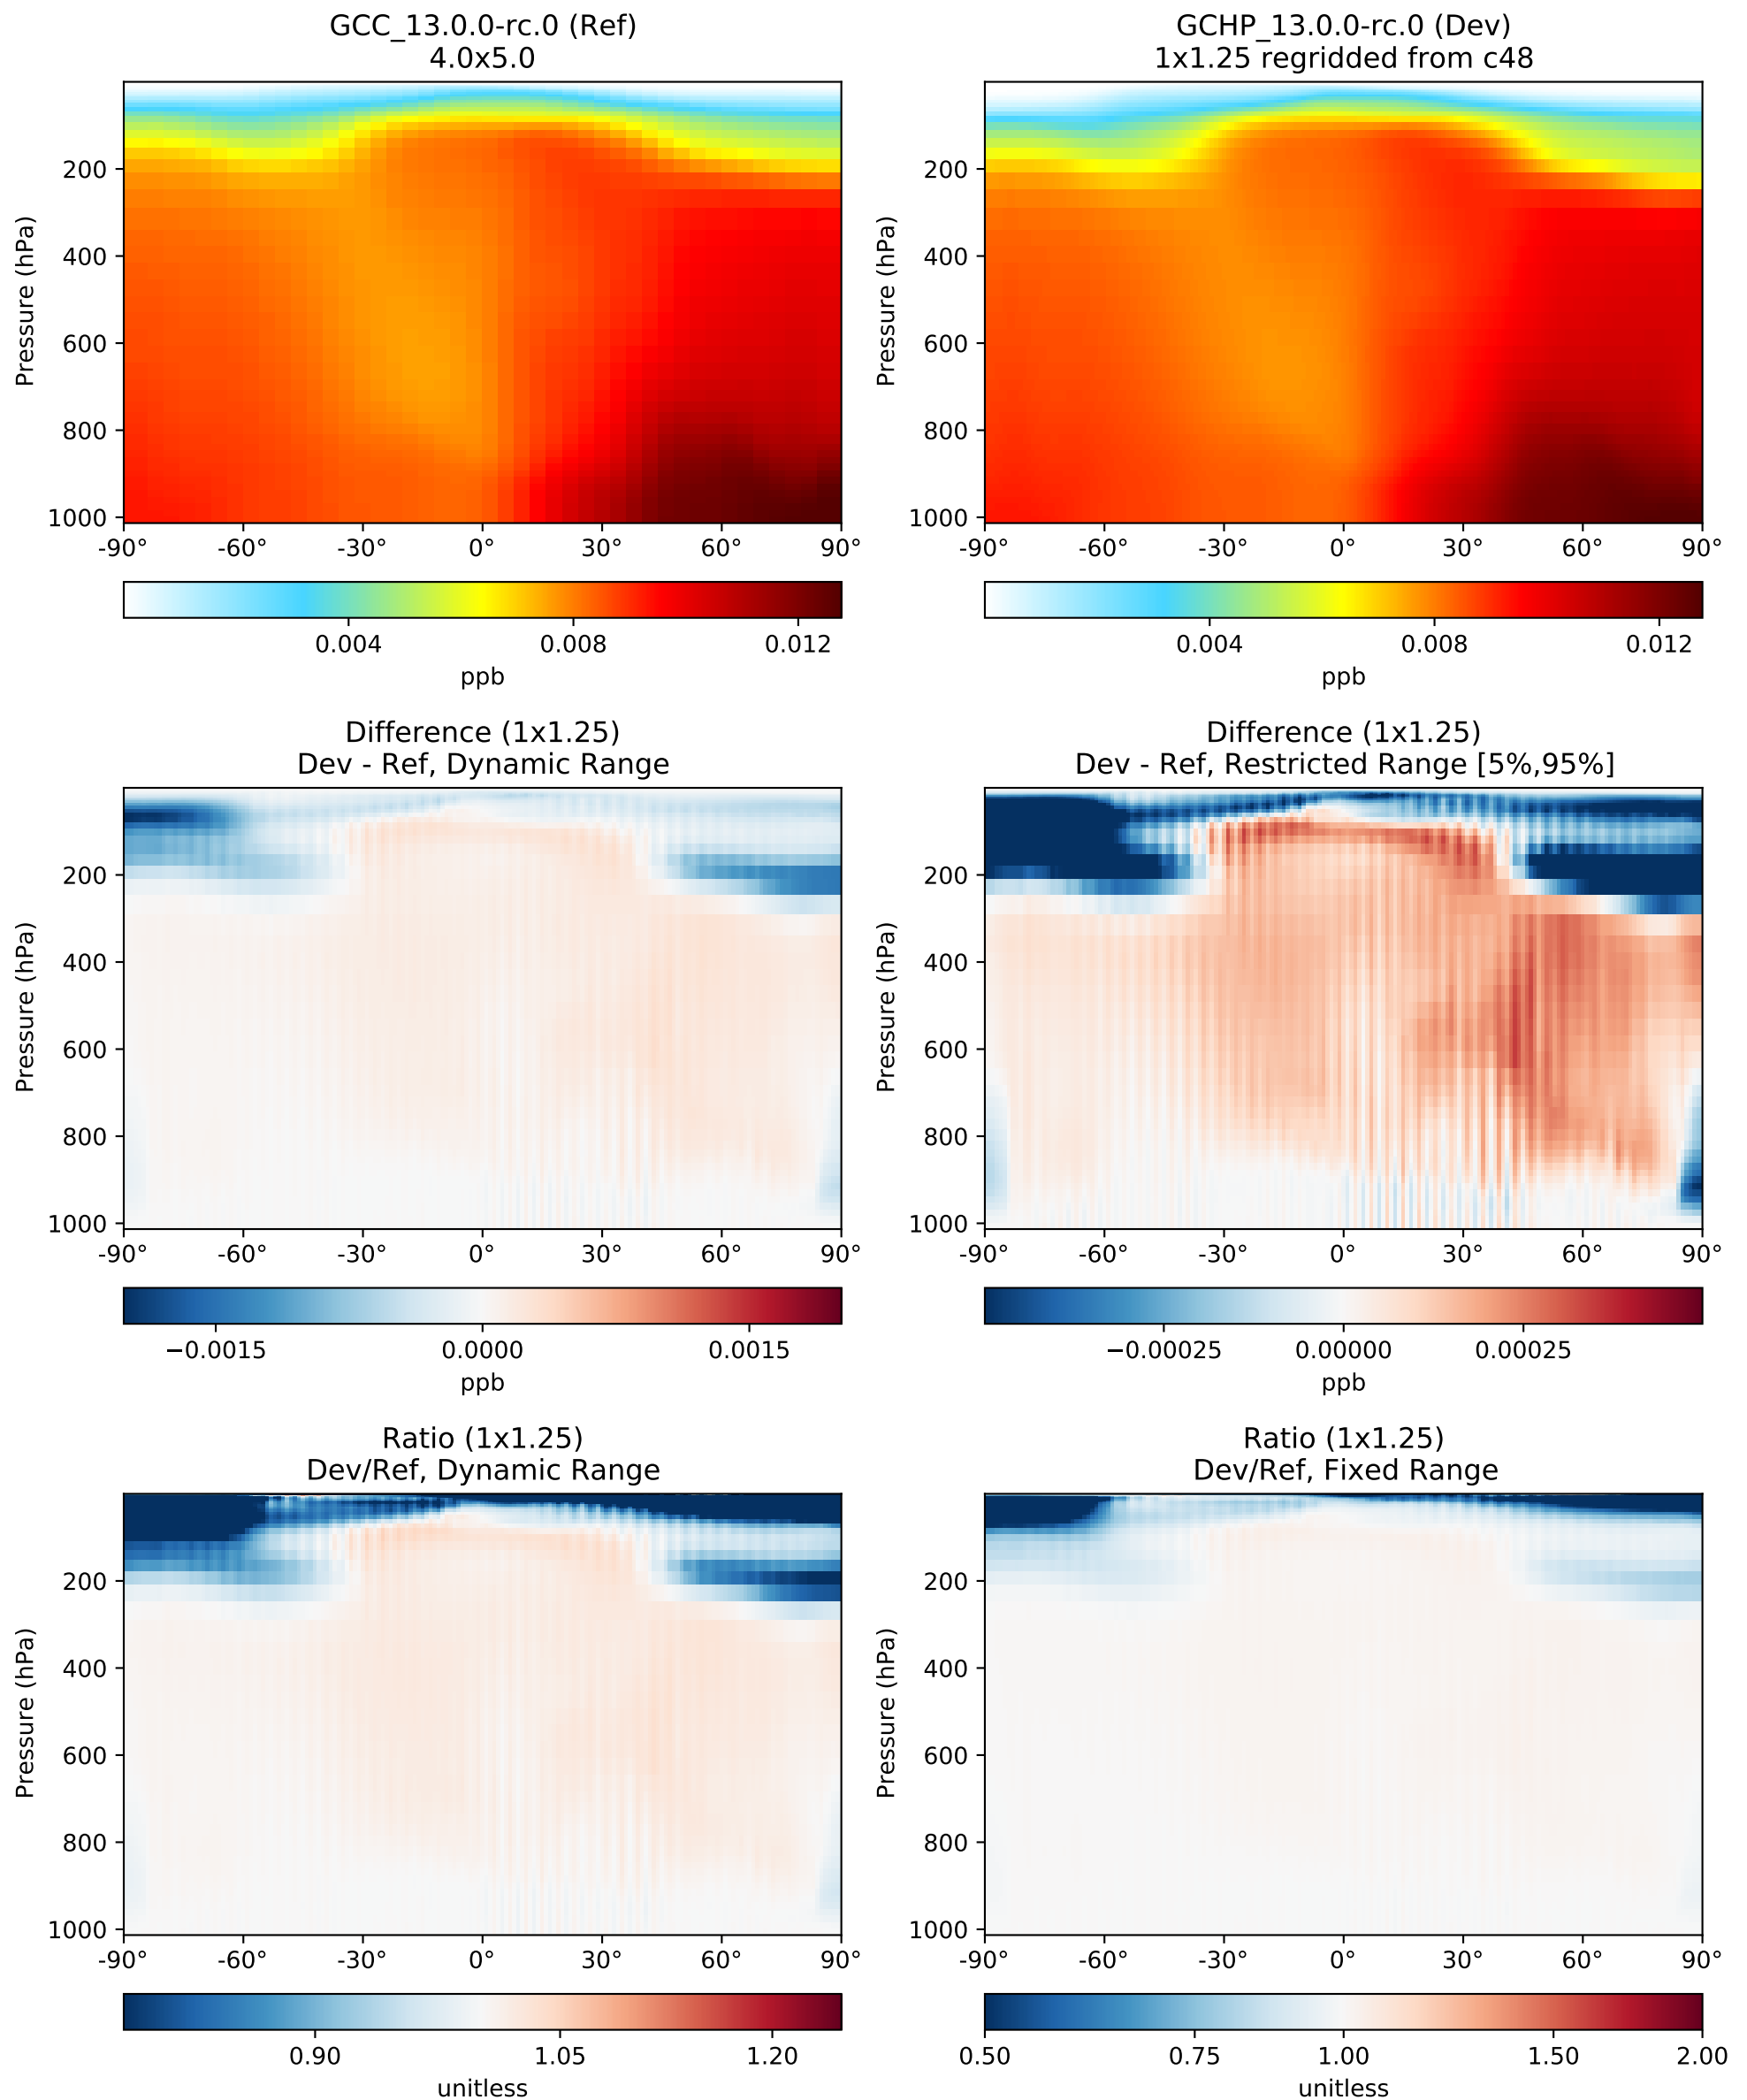 GCC_13.0.0-rc.0 (Ref)
4.0x5.0
Pressure (hPa)
200
400
600
800
1000
-90° -60° -30° 0° 30° 60° 90°
0.004 0.008 0.012
ppb
GCHP_13.0.0-rc.0 (Dev)
1x1.25 regridded from c48
Pressure (hPa)
200
400
600
800
1000
-90° -60° -30° 0° 30° 60° 90°
0.004 0.008 0.012
ppb
Difference (1x1.25)
Dev - Ref, Dynamic Range
Pressure (hPa)
200
400
600
800
1000
-90° -60° -30° 0° 30° 60° 90°
−0.0015 0.0000 0.0015
ppb
Difference (1x1.25)
Dev - Ref, Restricted Range [5%,95%]
Pressure (hPa)
200
400
600
800
1000
-90° -60° -30° 0° 30° 60° 90°
−0.00025 0.00000 0.00025
ppb
Ratio (1x1.25)
Dev/Ref, Dynamic Range
Pressure (hPa)
200
400
600
800
1000
-90° -60° -30° 0° 30° 60° 90°
0.90 1.05 1.20
unitless
Ratio (1x1.25)
Dev/Ref, Fixed Range
Pressure (hPa)
200
400
600
800
1000
-90° -60° -30° 0° 30° 60° 90°
0.50 0.75 1.00 1.50 2.00
unitless